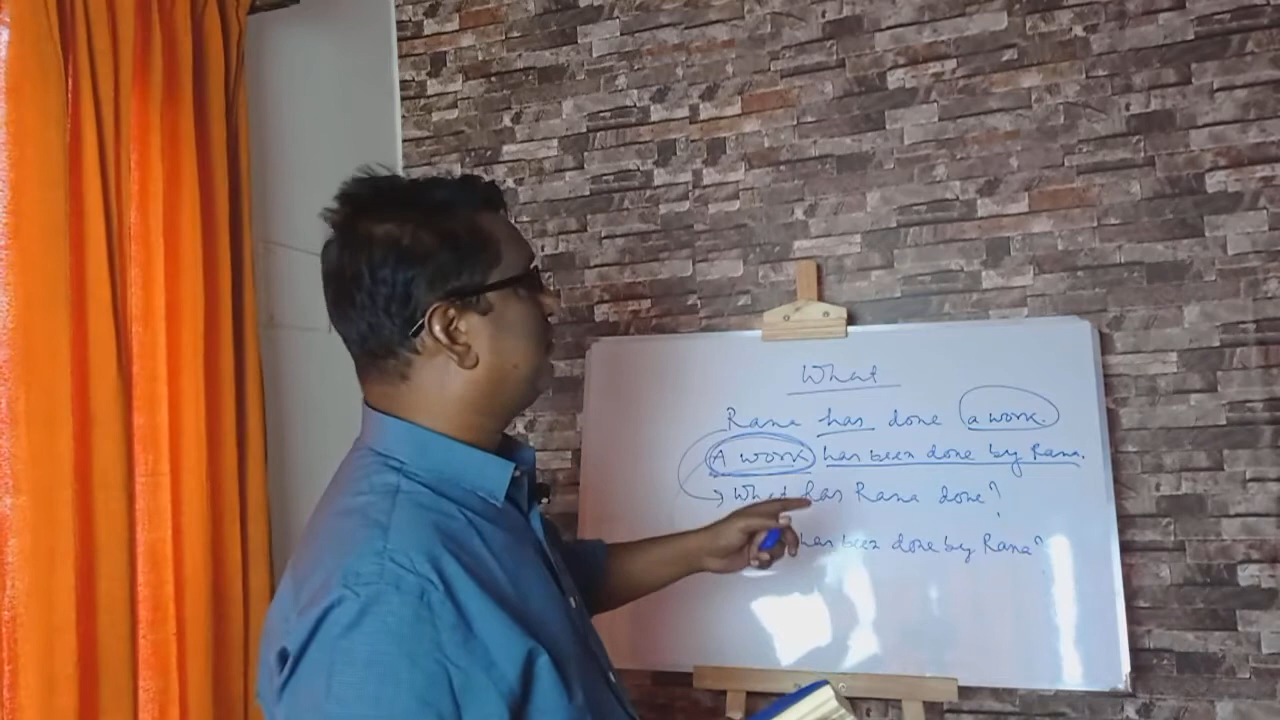 What
Rana has done a work.
A work has been done by Rana.
What has Rana done?
has been done by Rana?